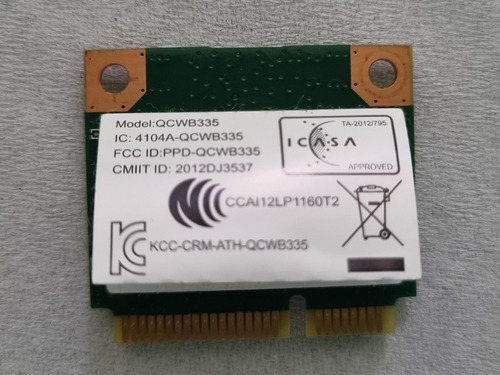 Model:QCWB335
IC: 4104A-QCWB335
FCC ID:PPD-QCWB335
CMIIT ID: 2012DJ3537
TA-2012/795
ICASA
APPROVED
CCAI12LP1160T2
KCC-CRM-ATH-QCWB335